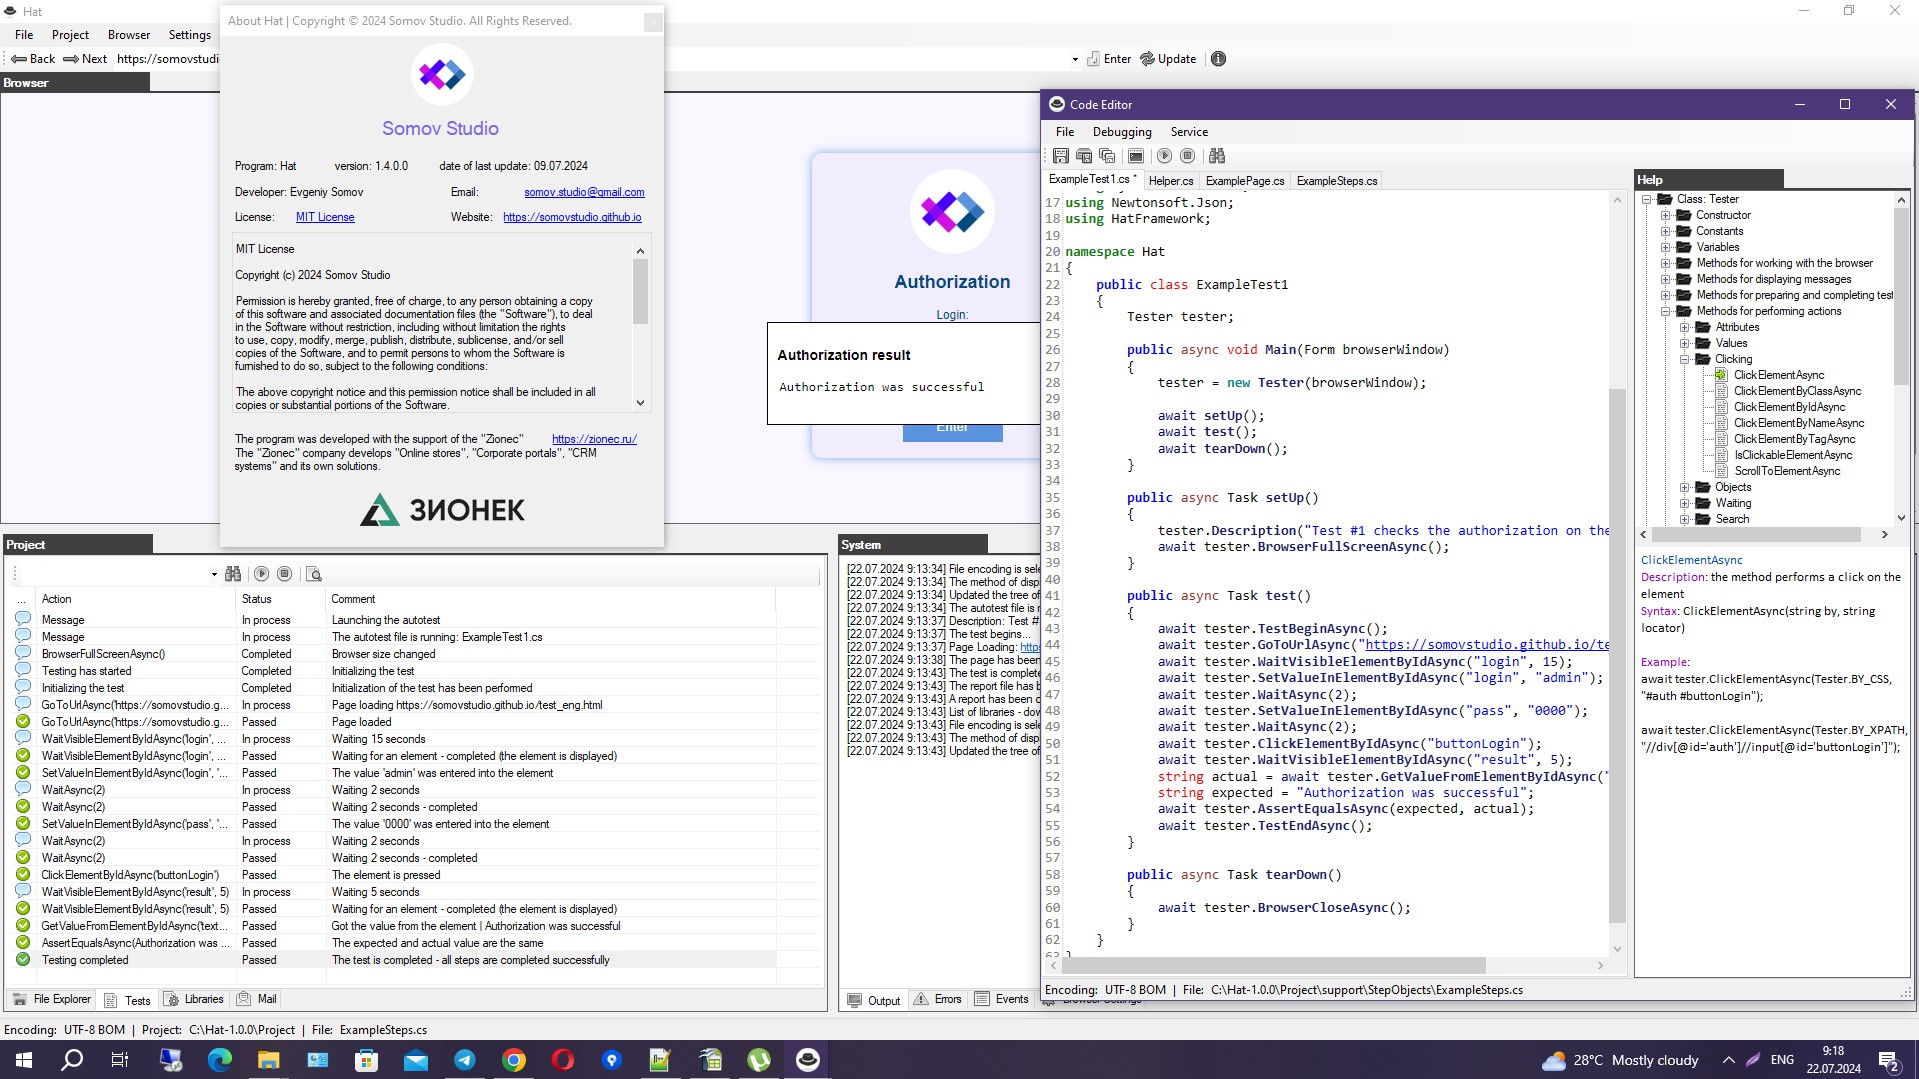 Hat
File Project Browser Settings
Back Next https://somovstudi
Enter Update
Browser
About Hat | Copyright © 2024 Somov Studio. All Rights Reserved.
x
Somov Studio
Program: Hat version: 1.4.0.0 date of last update: 09.07.2024
Developer: Evgeniy Somov Email: somov.studio@gmail.com
License: MIT License Website: https://somovstudio.github.io
MIT License
Copyright (c) 2024 Somov Studio
Permission is hereby granted, free of charge, to any person obtaining a copy
of this software and associated documentation files (the "Software"), to deal
in the Software without restriction, including without limitation the rights
to use, copy, modify, merge, publish, distribute, sublicense, and/or sell
copies of the Software, and to permit persons to whom the Software is
furnished to do so, subject to the following conditions:
The above copyright notice and this permission notice shall be included in all
copies or substantial portions of the Software.
The program was developed with the support of the "Zionec" https://zionec.ru/
The "Zionec" company develops "Online stores", "Corporate portals", "CRM
systems" and its own solutions.
ЗИОНЕК
Authorization
Login:
Authorization result
Authorization was successful
Enter
Code Editor
File Debugging Service
ExampleTest1.cs * Helper.cs ExamplePage.cs ExampleSteps.cs
17 using Newtonsoft.Json;
18 using HatFramework;
19
20 namespace Hat
21 {
22 public class ExampleTest1
23 {
24 Tester tester;
25
26 public async void Main(Form browserWindow)
27 {
28 tester = new Tester(browserWindow);
29
30 await setUp();
31 await test();
32 await tearDown();
33 }
34
35 public async Task setUp()
36 {
37 tester.Description("Test #1 checks the authorization on the
38 await tester.BrowserFullScreenAsync();
39 }
40
41 public async Task test()
42 {
43 await tester.TestBeginAsync();
44 await tester.GoToUrlAsync("https://somovstudio.github.io/te
45 await tester.WaitVisibleElementByIdAsync("login", 15);
46 await tester.SetValueInElementByIdAsync("login", "admin");
47 await tester.WaitAsync(2);
48 await tester.SetValueInElementByIdAsync("pass", "0000");
49 await tester.WaitAsync(2);
50 await tester.ClickElementByIdAsync("buttonLogin");
51 await tester.WaitVisibleElementByIdAsync("result", 5);
52 string actual = await tester.GetValueFromElementByIdAsync("
53 string expected = "Authorization was successful";
54 await tester.AssertEqualsAsync(expected, actual);
55 await tester.TestEndAsync();
56 }
57
58 public async Task tearDown()
59 {
60 await tester.BrowserCloseAsync();
61 }
62 }
63 }
Encoding: UTF-8 BOM | File: C:\Hat-1.0.0\Project\support\StepObjects\ExampleSteps.cs
Help
Class: Tester
Constructor
Constants
Variables
Methods for working with the browser
Methods for displaying messages
Methods for preparing and completing test
Methods for performing actions
Attributes
Values
Clicking
ClickElementAsync
ClickElementByClassAsync
ClickElementByIdAsync
ClickElementByNameAsync
ClickElementByTagAsync
IsClickableElementAsync
ScrollToElementAsync
Objects
Waiting
Search
ClickElementAsync
Description: the method performs a click on the
element
Syntax: ClickElementAsync(string by, string
locator)
Example:
await tester.ClickElementAsync(Tester.BY_CSS,
"#auth #buttonLogin");
await tester.ClickElementAsync(Tester.BY_XPATH,
"//div[@id='auth']//input[@id='buttonLogin']");
Project
... Action Status Comment
Message In process Launching the autotest
Message In process The autotest file is running: ExampleTest1.cs
BrowserFullScreenAsync() Completed Browser size changed
Testing has started Completed Initializing the test
Initializing the test Completed Initialization of the test has been performed
GoToUrlAsync('https://somovstudio.g... In process Page loading https://somovstudio.github.io/test_eng.html
GoToUrlAsync('https://somovstudio.g... Passed Page loaded
WaitVisibleElementByIdAsync('login', ... In process Waiting 15 seconds
WaitVisibleElementByIdAsync('login', ... Passed Waiting for an element - completed (the element is displayed)
SetValueInElementByIdAsync('login', '... Passed The value 'admin' was entered into the element
WaitAsync(2) In process Waiting 2 seconds
WaitAsync(2) Passed Waiting 2 seconds - completed
SetValueInElementByIdAsync('pass', '... Passed The value '0000' was entered into the element
WaitAsync(2) In process Waiting 2 seconds
WaitAsync(2) Passed Waiting 2 seconds - completed
ClickElementByIdAsync('buttonLogin') Passed The element is pressed
WaitVisibleElementByIdAsync('result', 5) In process Waiting 5 seconds
WaitVisibleElementByIdAsync('result', 5) Passed Waiting for an element - completed (the element is displayed)
GetValueFromElementByIdAsync('text... Passed Got the value from the element | Authorization was successful
AssertEqualsAsync(Authorization was ... Passed The expected and actual value are the same
Testing completed Passed The test is completed - all steps are completed successfully
File Explorer Tests Libraries Mail
System
[22.07.2024 9:13:34] File encoding is sele
[22.07.2024 9:13:34] The method of disp
[22.07.2024 9:13:34] Updated the tree of
[22.07.2024 9:13:34] The autotest file is r
[22.07.2024 9:13:37] Description: Test #
[22.07.2024 9:13:37] The test begins...
[22.07.2024 9:13:37] Page Loading: http
[22.07.2024 9:13:38] The page has been
[22.07.2024 9:13:43] The test is complete
[22.07.2024 9:13:43] The report file has b
[22.07.2024 9:13:43] A report has been c
[22.07.2024 9:13:43] List of libraries - dow
[22.07.2024 9:13:43] File encoding is sele
[22.07.2024 9:13:43] The method of disp
[22.07.2024 9:13:43] Updated the tree of
Output Errors Events Browser Settings
Encoding: UTF-8 BOM | Project: C:\Hat-1.0.0\Project | File: ExampleSteps.cs
28°C Mostly cloudy ENG 9:18
22.07.2024 2